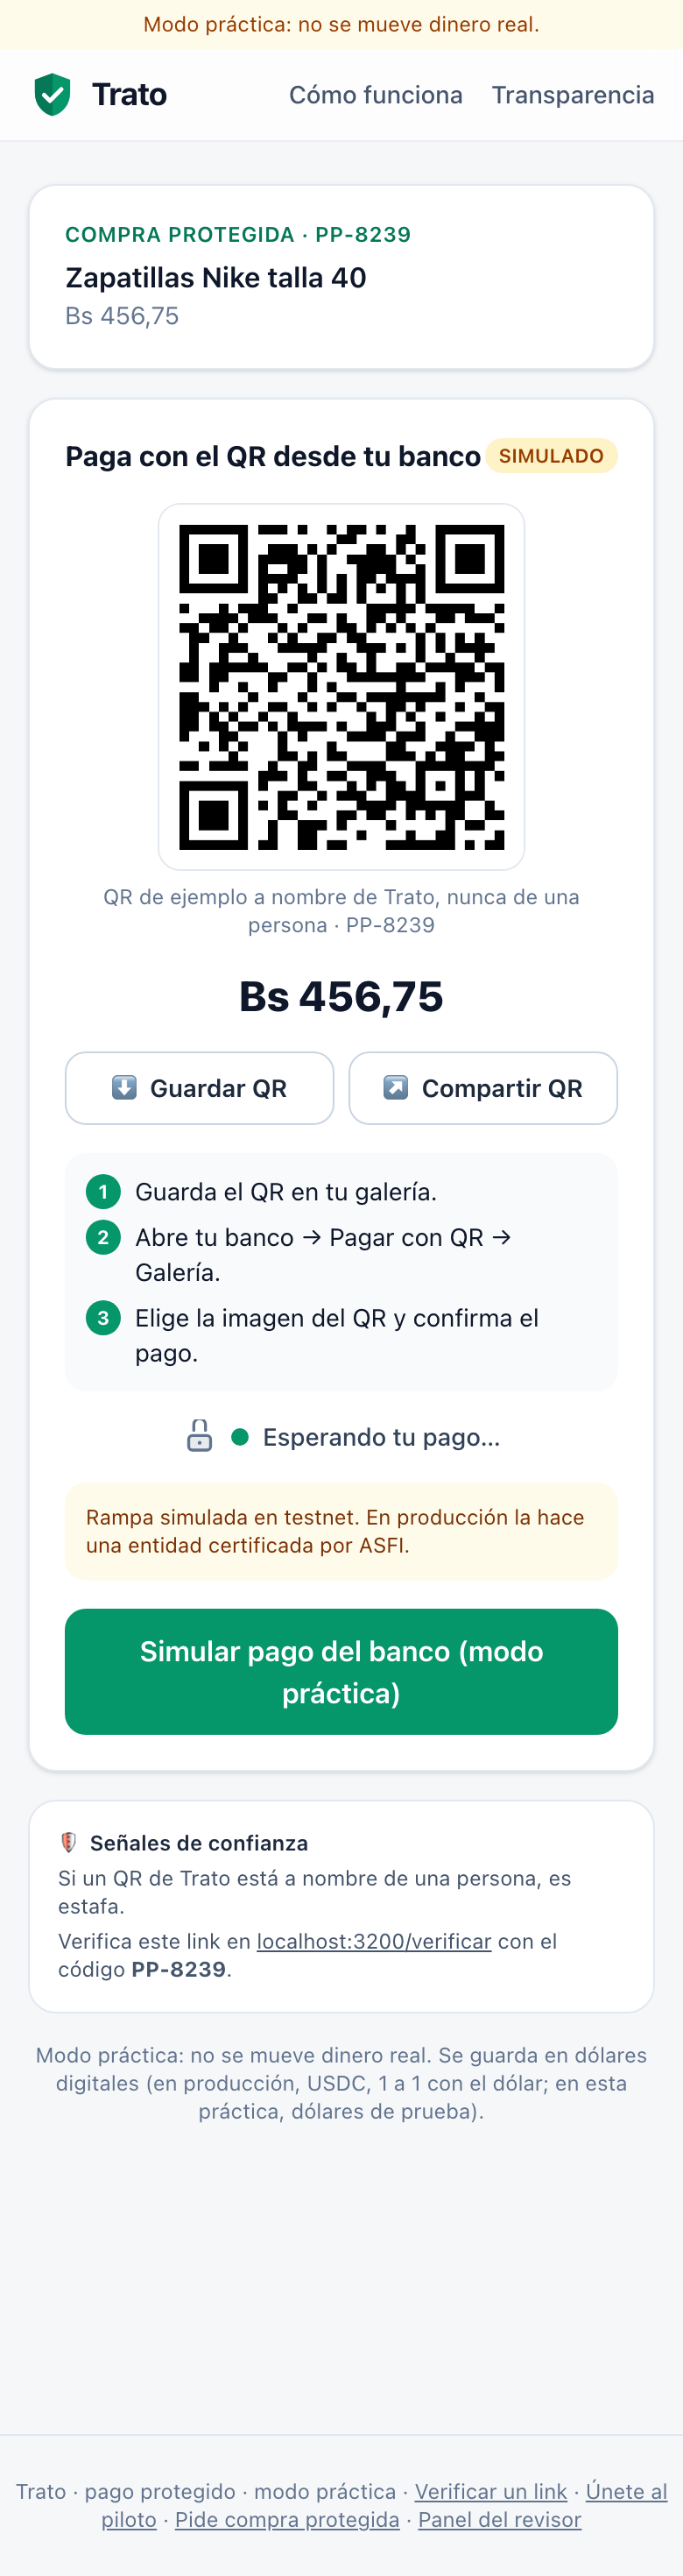 Modo práctica: no se mueve dinero real.
Trato
Cómo funciona
Transparencia
COMPRA PROTEGIDA · PP-8239
Zapatillas Nike talla 40
Bs 456,75
Paga con el QR desde tu banco
SIMULADO
QR de ejemplo a nombre de Trato, nunca de una
persona · PP-8239
Bs 456,75
Guardar QR
Compartir QR
1 Guarda el QR en tu galería.
2 Abre tu banco → Pagar con QR →
Galería.
3 Elige la imagen del QR y confirma el
pago.
Esperando tu pago...
Rampa simulada en testnet. En producción la hace
una entidad certificada por ASFI.
Simular pago del banco (modo
práctica)
Señales de confianza
Si un QR de Trato está a nombre de una persona, es
estafa.
Verifica este link en localhost:3200/verificar con el
código PP-8239.
Modo práctica: no se mueve dinero real. Se guarda en dólares
digitales (en producción, USDC, 1 a 1 con el dólar; en esta
práctica, dólares de prueba).
Trato · pago protegido · modo práctica · Verificar un link · Únete al
piloto · Pide compra protegida · Panel del revisor